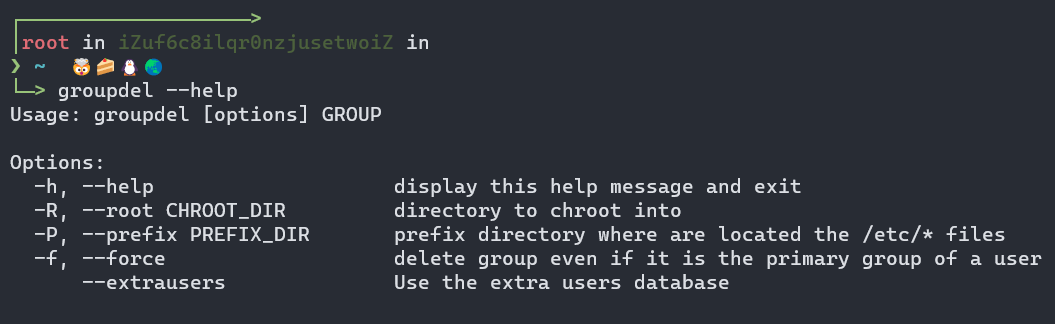 ┌───────────────────>
│root in iZuf6c8ilqr0nzjusetwoiZ in
❯ ~  🤯🍰🐧🌏
└─> groupdel --help
Usage: groupdel [options] GROUP

Options:
  -h, --help                    display this help message and exit
  -R, --root CHROOT_DIR         directory to chroot into
  -P, --prefix PREFIX_DIR       prefix directory where are located the /etc/* files
  -f, --force                   delete group even if it is the primary group of a user
      --extrausers              Use the extra users database